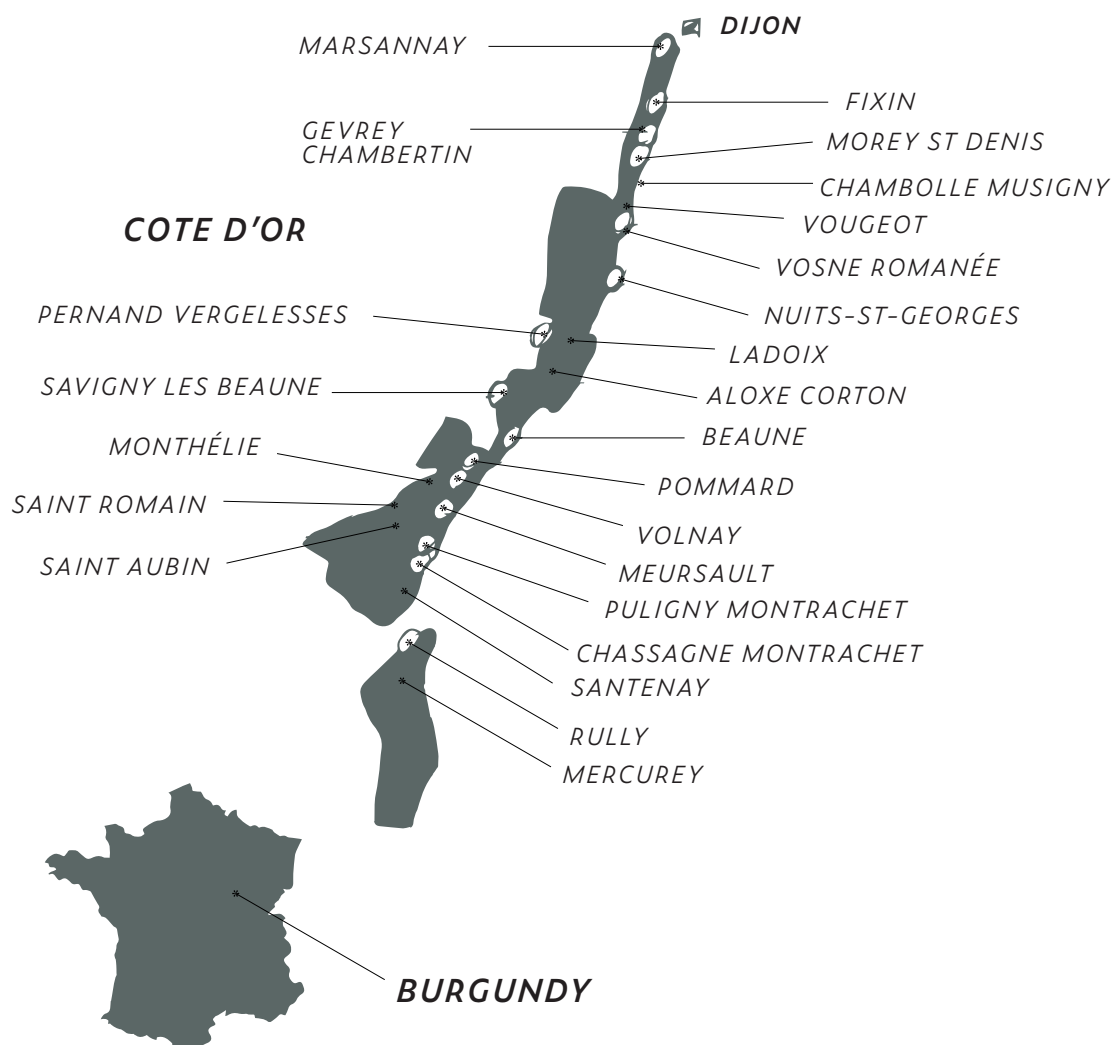 DIJON
MARSANNAY
FIXIN
GEVREY
CHAMBERTIN
MOREY ST DENIS
CHAMBOLLE MUSIGNY
VOUGEOT
COTE D'OR
VOSNE ROMANÉE
NUITS-ST-GEORGES
PERNAND VERGELESSES
LADOIX
SAVIGNY LES BEAUNE
ALOXE CORTON
BEAUNE
MONTHÉLIE
POMMARD
SAINT ROMAIN
VOLNAY
SAINT AUBIN
MEURSAULT
PULIGNY MONTRACHET
CHASSAGNE MONTRACHET
SANTENAY
RULLY
MERCUREY
BURGUNDY